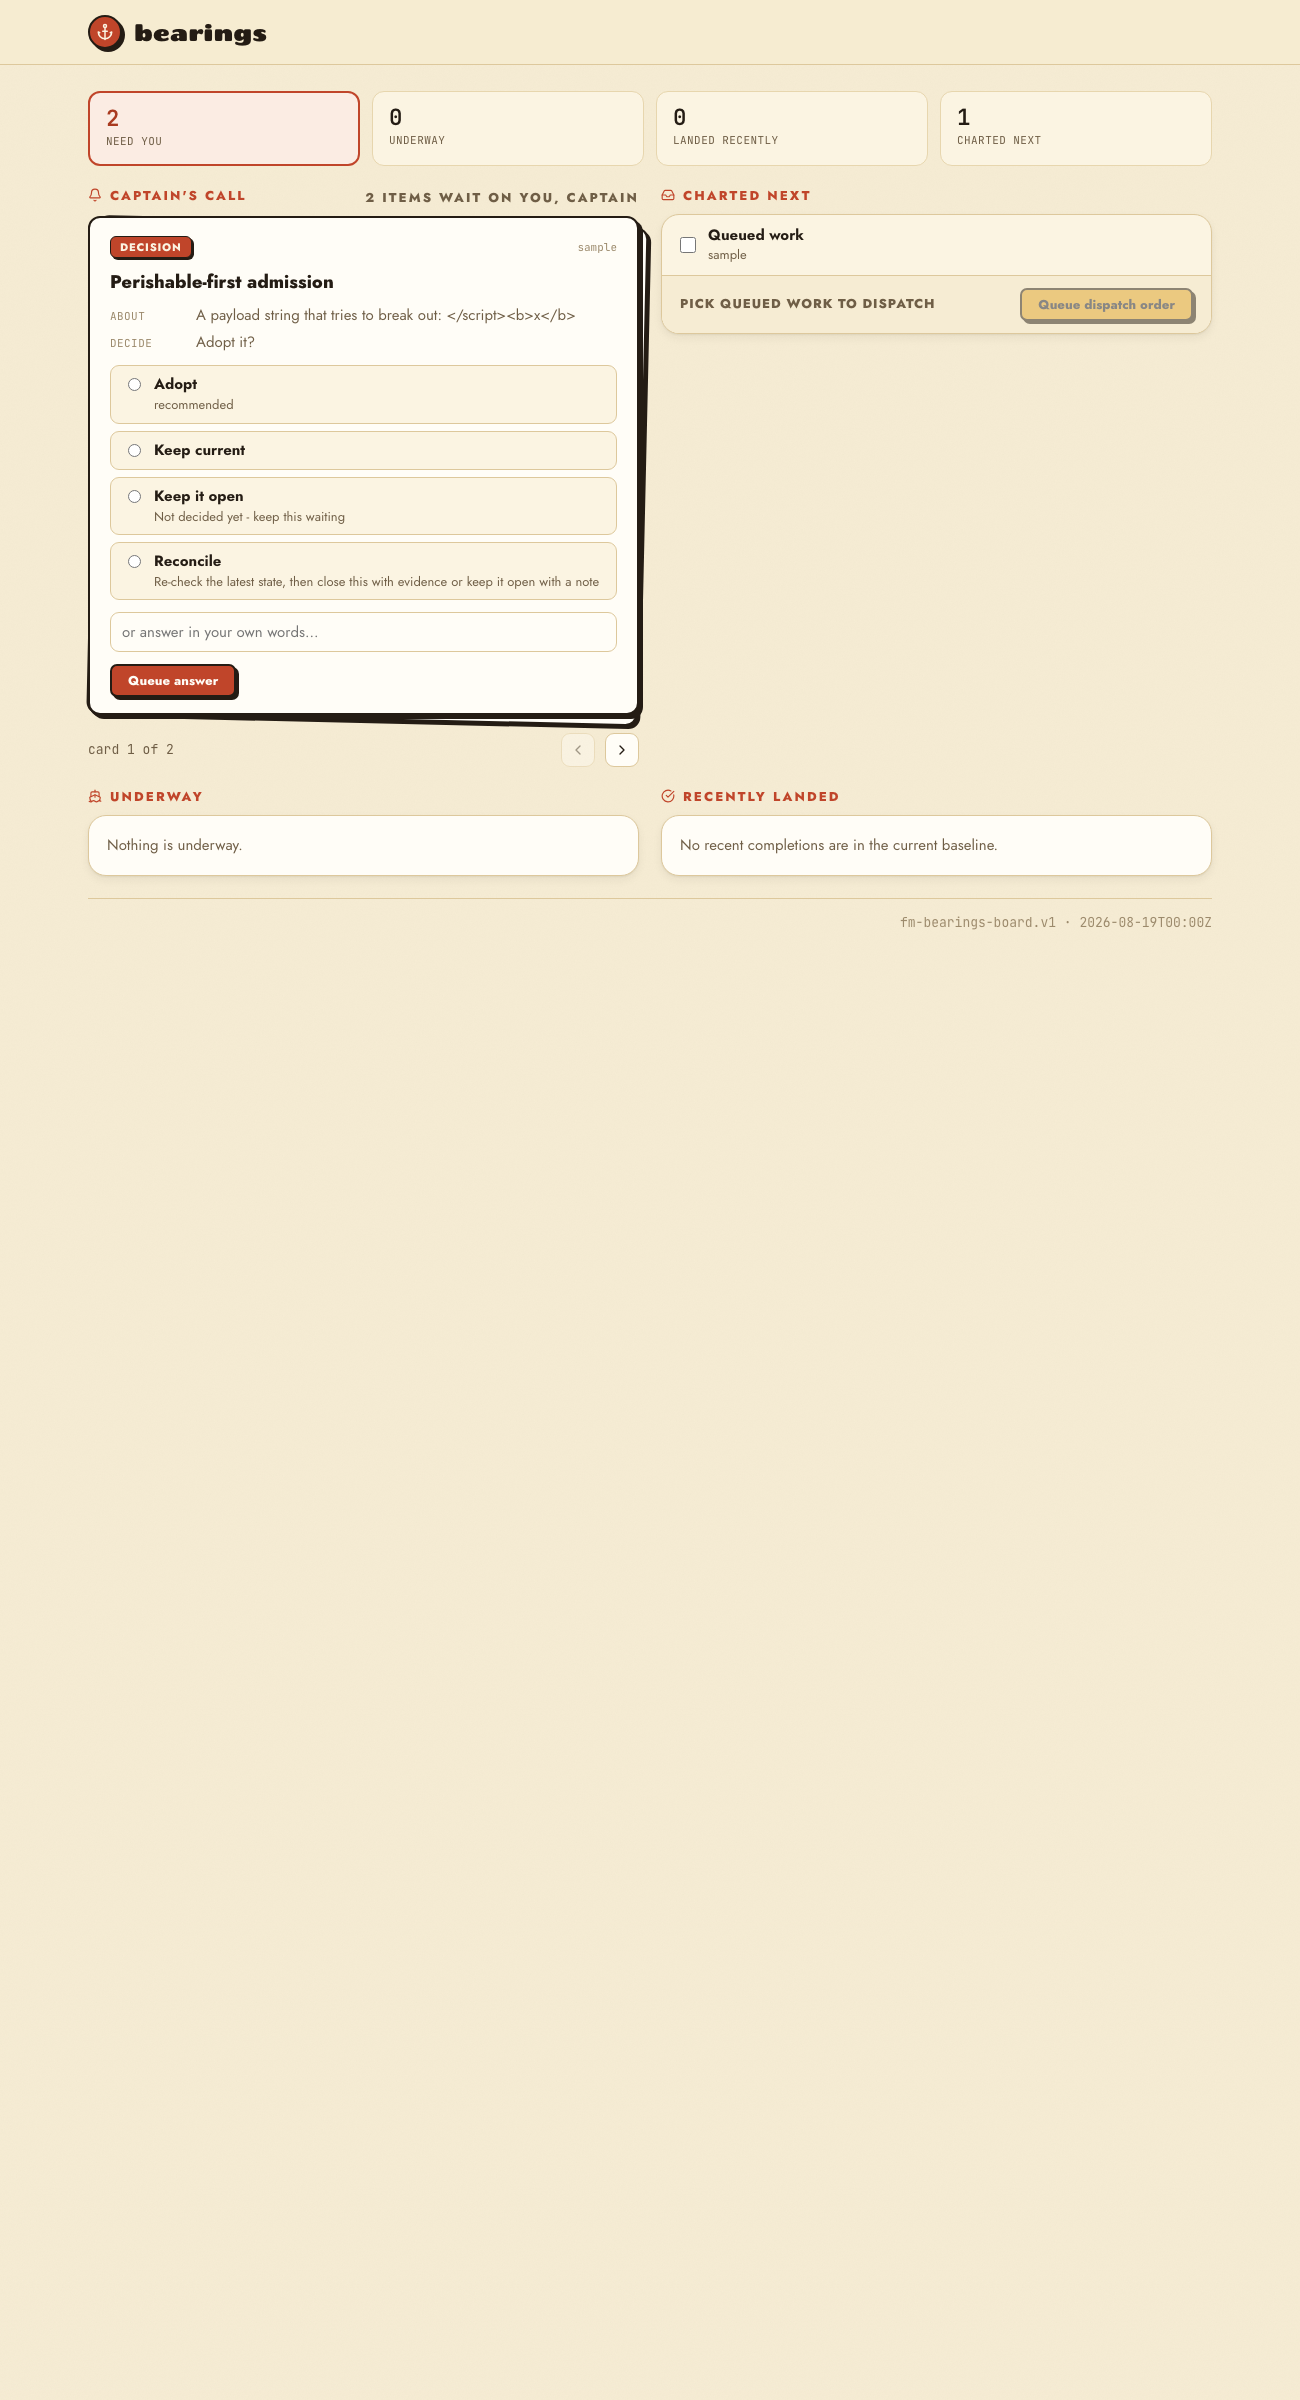 bearings
2
NEED YOU
0
UNDERWAY
0
LANDED RECENTLY
1
CHARTED NEXT
CAPTAIN'S CALL
2 ITEMS WAIT ON YOU, CAPTAIN
DECISION
sample
Perishable-first admission
ABOUT
A payload string that tries to break out: </script><b>x</b>
DECIDE
Adopt it?
Adopt
recommended
Keep current
Keep it open
Not decided yet - keep this waiting
Reconcile
Re-check the latest state, then close this with evidence or keep it open with a note
or answer in your own words...
Queue answer
card 1 of 2
CHARTED NEXT
Queued work
sample
PICK QUEUED WORK TO DISPATCH
Queue dispatch order
UNDERWAY
Nothing is underway.
RECENTLY LANDED
No recent completions are in the current baseline.
fm-bearings-board.v1 · 2026-08-19T00:00Z